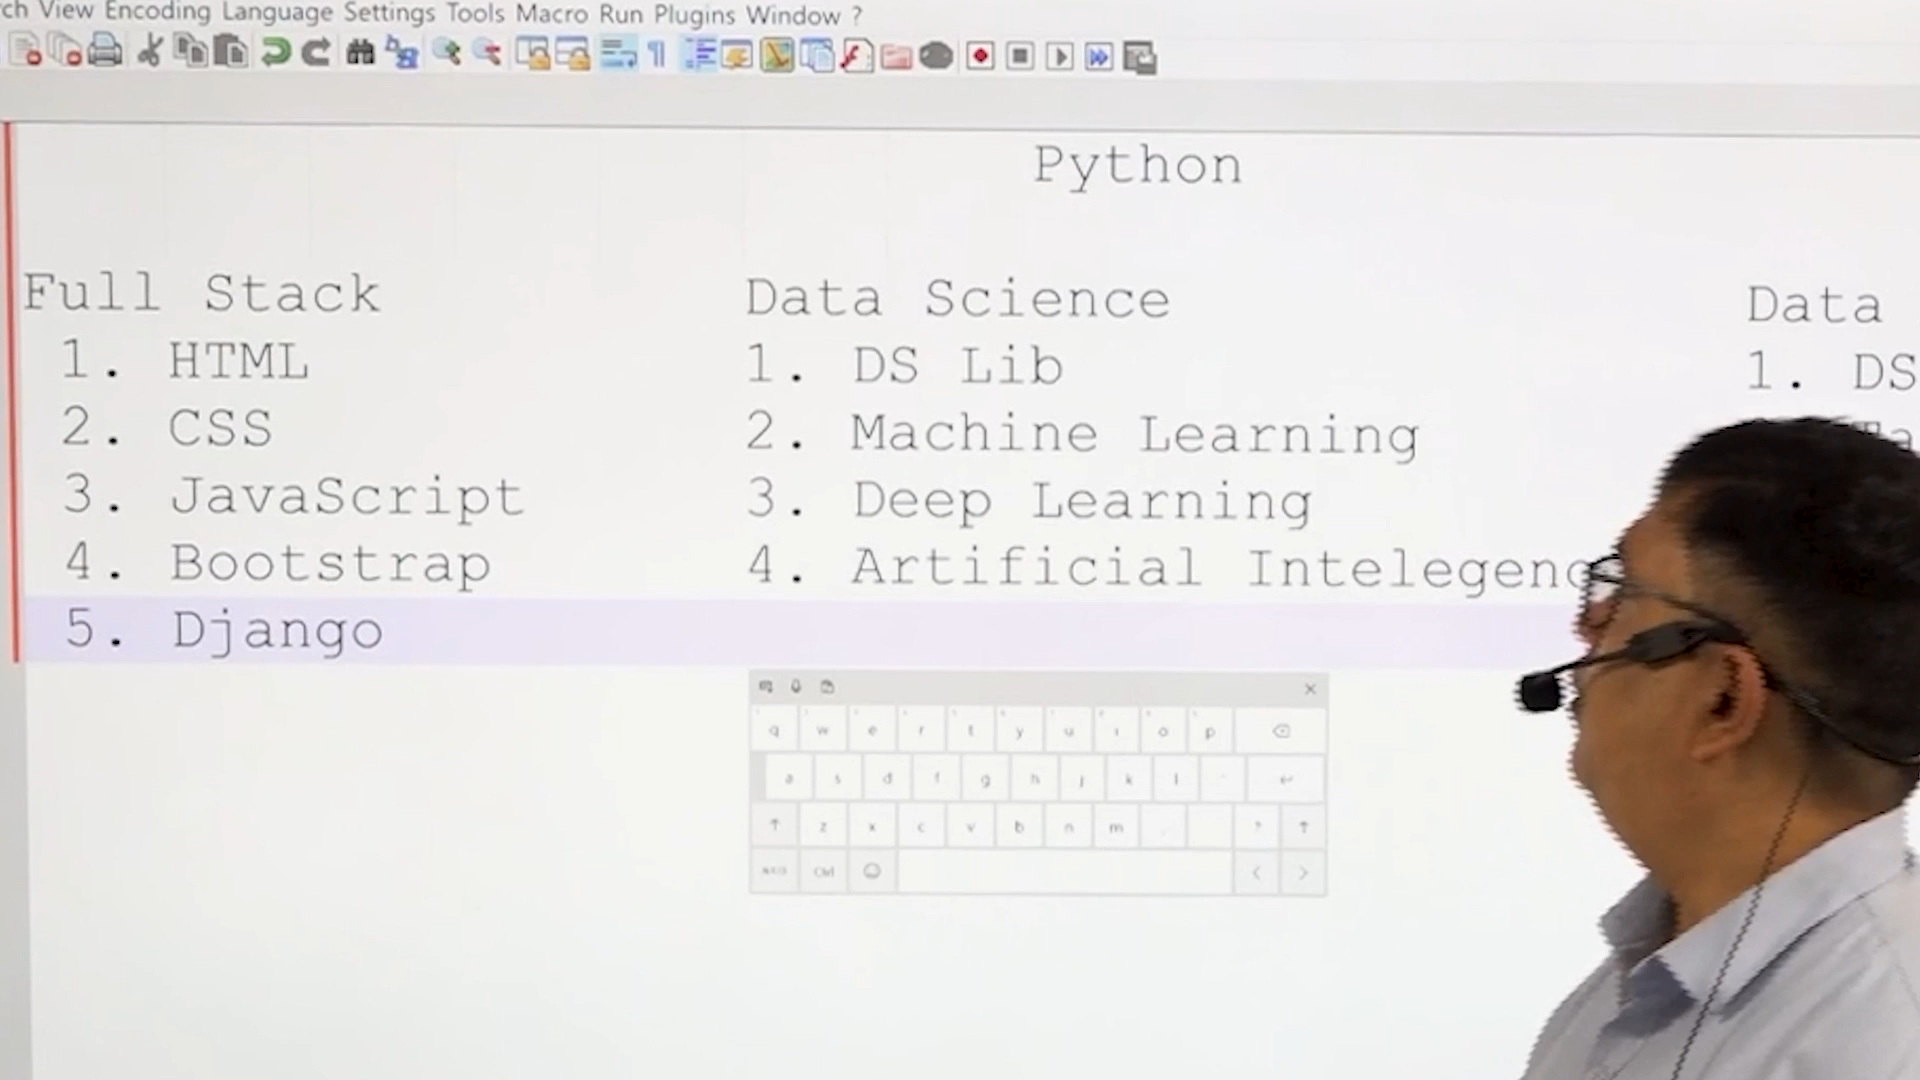 View Encoding Language Settings Tools Macro Run Plugins Window ?
Python
Full Stack Data Science Data
1. HTML 1. DS Lib 1. DS
2. CSS 2. Machine Learning
3. JavaScript 3. Deep Learning
4. Bootstrap 4. Artificial Intelegenc
5. Django
q w e r t y u i o p
a s d f g h j k l
z x c v b n m
Ctrl